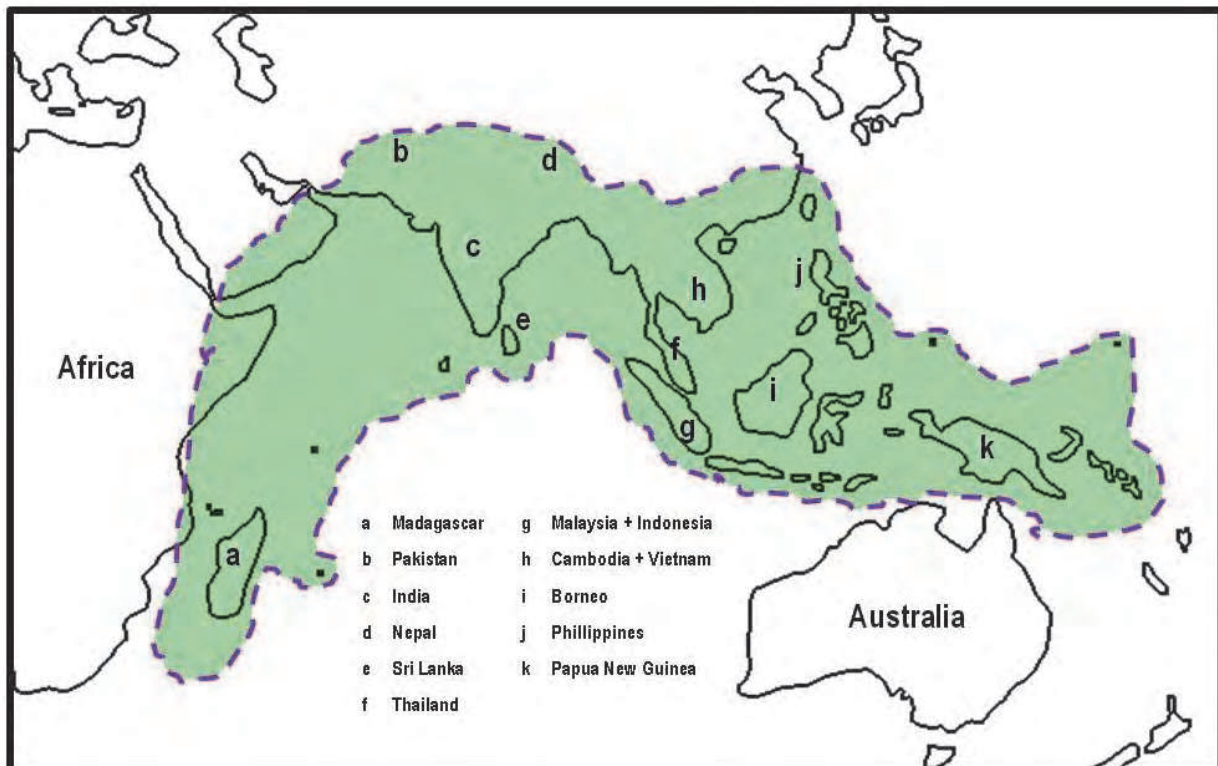 b
d
c
j
h
e
Africa
d
f
i
g
k
a Madagascar g Malaysia + Indonesia
a
b Pakistan h Cambodia + Vietnam
c India i Borneo
Australia
d Nepal j Phillippines
e Sri Lanka k Papua New Guinea
f Thailand